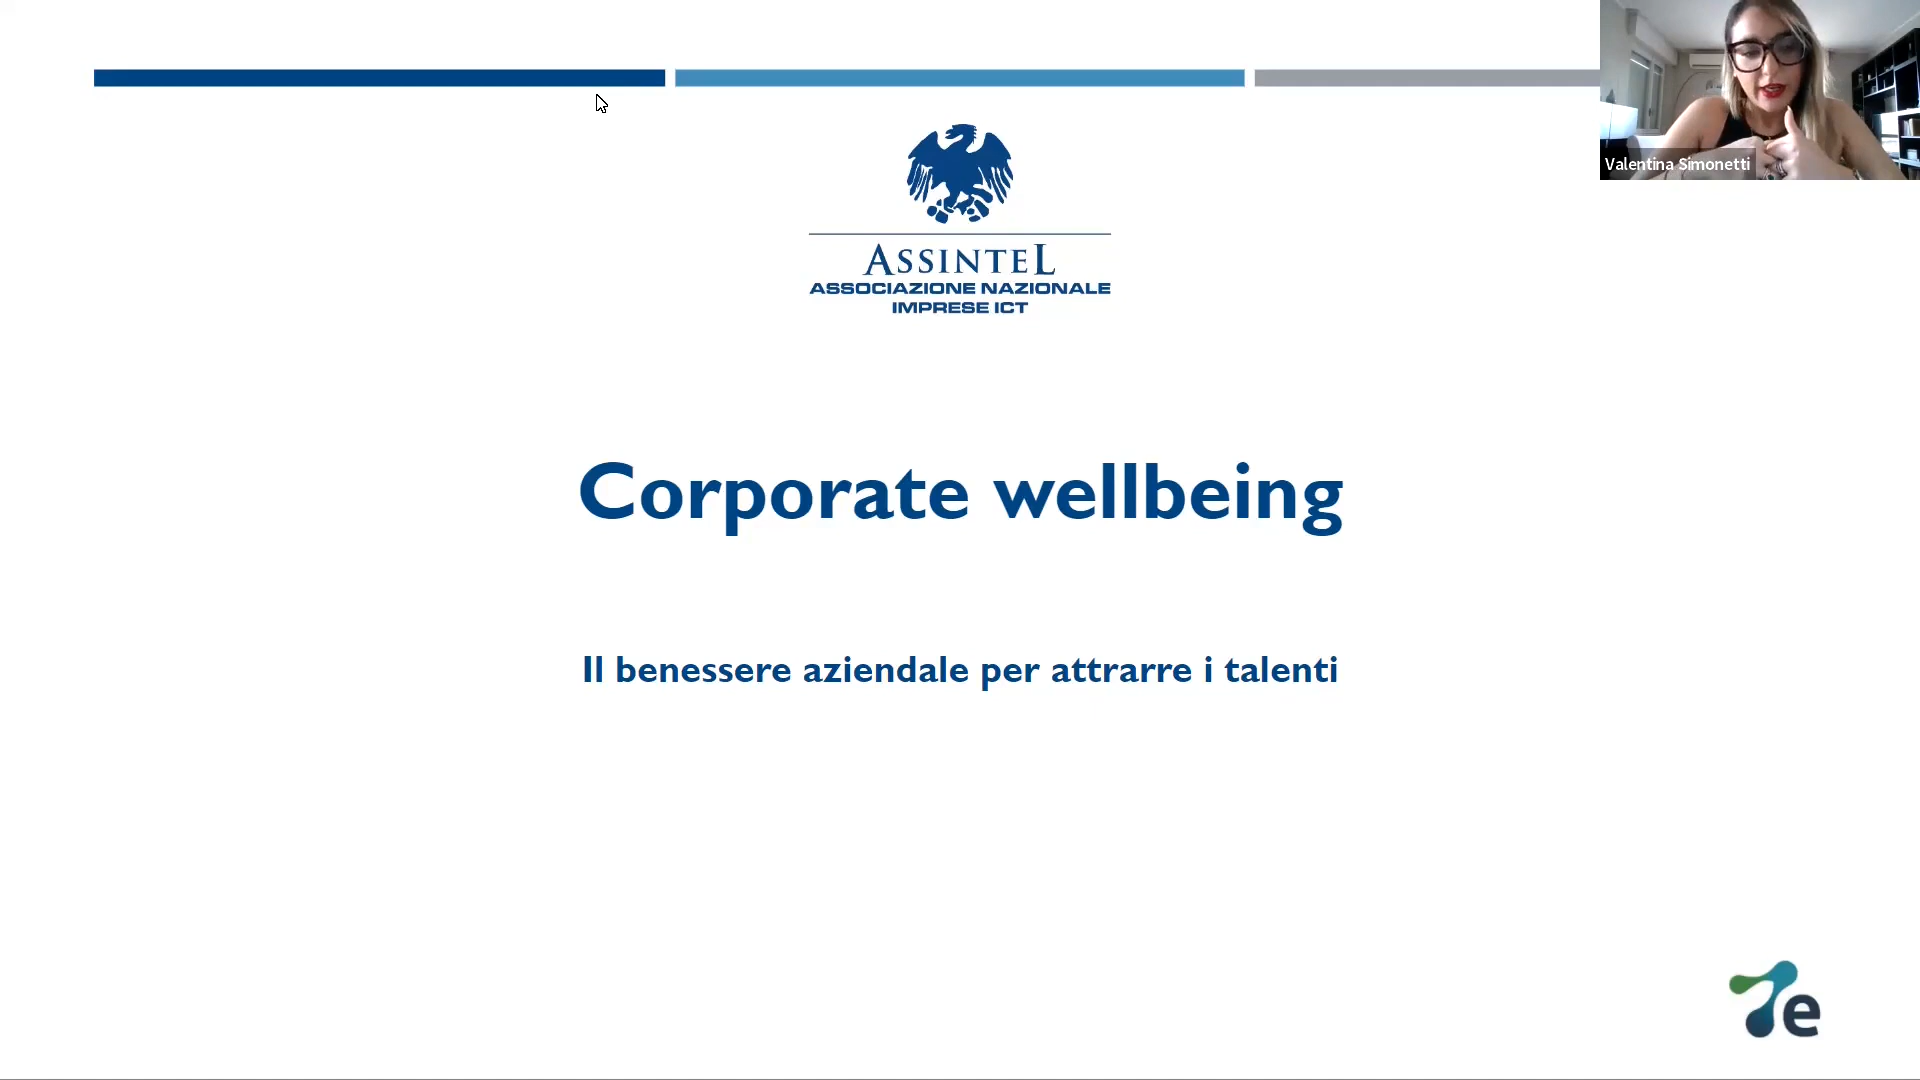 Valentina Simonetti
ASSINTEL
ASSOCIAZIONE NAZIONALE
IMPRESE ICT
Corporate wellbeing
Il benessere aziendale per attrarre i talenti
e